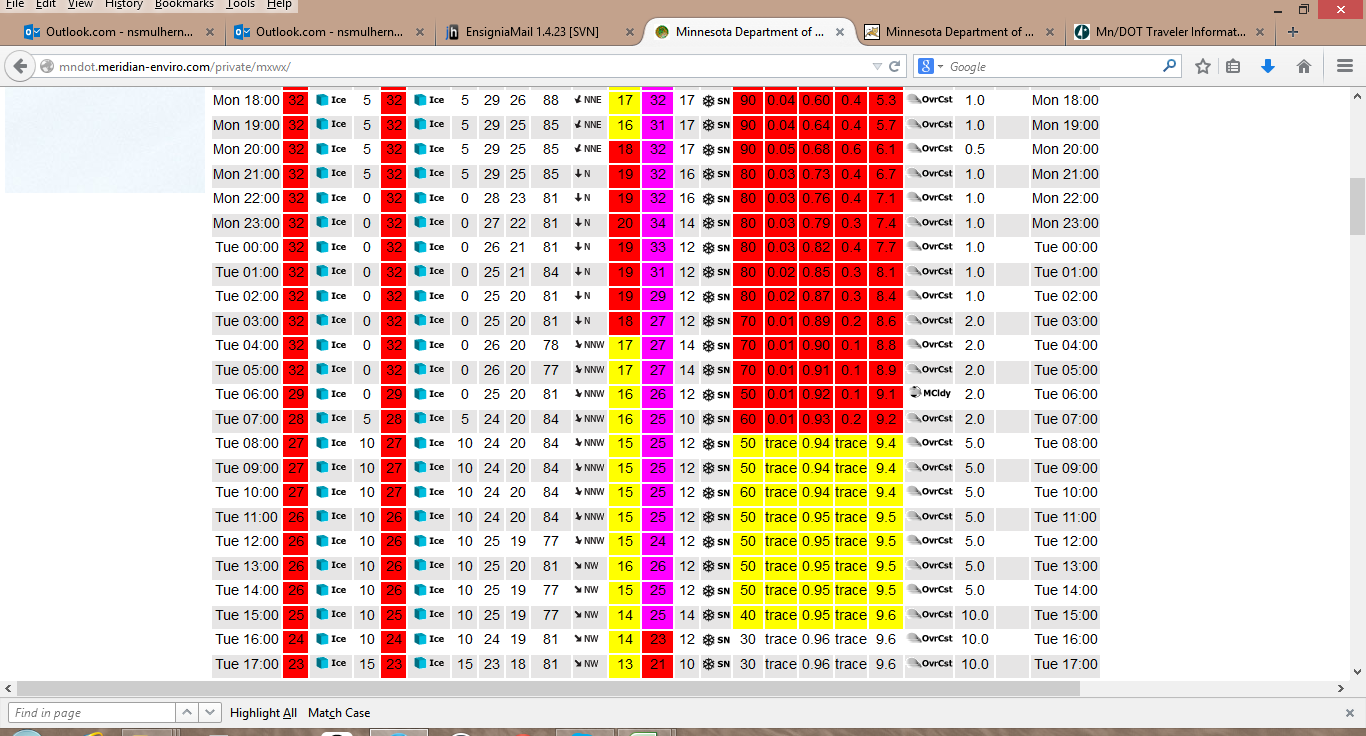 File Edit View History Bookmarks Tools Help
Outlook.com - nsmulhern... × Outlook.com - nsmulhern... × EnsigniaMail 1.4.23 [SVN] × Minnesota Department of ... × Minnesota Department of ... × Mn/DOT Traveler Informat... × +
mndot.meridian-enviro.com/private/mxwx/ Google
Mon 18:00 32 Ice 5 32 Ice 5 29 26 88 NNE 17 32 17 SN 90 0.04 0.60 0.4 5.3 OvrCst 1.0 Mon 18:00
Mon 19:00 32 Ice 5 32 Ice 5 29 25 85 NNE 16 31 17 SN 90 0.04 0.64 0.4 5.7 OvrCst 1.0 Mon 19:00
Mon 20:00 32 Ice 5 32 Ice 5 29 25 85 NNE 18 32 17 SN 90 0.05 0.68 0.6 6.1 OvrCst 0.5 Mon 20:00
Mon 21:00 32 Ice 5 32 Ice 5 29 25 85 N 19 32 16 SN 80 0.03 0.73 0.4 6.7 OvrCst 1.0 Mon 21:00
Mon 22:00 32 Ice 0 32 Ice 0 28 23 81 N 19 32 16 SN 80 0.03 0.76 0.4 7.1 OvrCst 1.0 Mon 22:00
Mon 23:00 32 Ice 0 32 Ice 0 27 22 81 N 20 34 14 SN 80 0.03 0.79 0.3 7.4 OvrCst 1.0 Mon 23:00
Tue 00:00 32 Ice 0 32 Ice 0 26 21 81 N 19 33 12 SN 80 0.03 0.82 0.4 7.7 OvrCst 1.0 Tue 00:00
Tue 01:00 32 Ice 0 32 Ice 0 25 21 84 N 19 31 12 SN 80 0.02 0.85 0.3 8.1 OvrCst 1.0 Tue 01:00
Tue 02:00 32 Ice 0 32 Ice 0 25 20 81 N 19 29 12 SN 80 0.02 0.87 0.3 8.4 OvrCst 1.0 Tue 02:00
Tue 03:00 32 Ice 0 32 Ice 0 25 20 81 N 18 27 12 SN 70 0.01 0.89 0.2 8.6 OvrCst 2.0 Tue 03:00
Tue 04:00 32 Ice 0 32 Ice 0 26 20 78 NNW 17 27 14 SN 70 0.01 0.90 0.1 8.8 OvrCst 2.0 Tue 04:00
Tue 05:00 32 Ice 0 32 Ice 0 26 20 77 NNW 17 27 14 SN 70 0.01 0.91 0.1 8.9 OvrCst 2.0 Tue 05:00
Tue 06:00 29 Ice 0 29 Ice 0 25 20 81 NNW 16 26 12 SN 50 0.01 0.92 0.1 9.1 MCldy 2.0 Tue 06:00
Tue 07:00 28 Ice 5 28 Ice 5 24 20 84 NNW 16 25 10 SN 60 0.01 0.93 0.2 9.2 OvrCst 2.0 Tue 07:00
Tue 08:00 27 Ice 10 27 Ice 10 24 20 84 NNW 15 25 12 SN 50 trace 0.94 trace 9.4 OvrCst 5.0 Tue 08:00
Tue 09:00 27 Ice 10 27 Ice 10 24 20 84 NNW 15 25 12 SN 50 trace 0.94 trace 9.4 OvrCst 5.0 Tue 09:00
Tue 10:00 27 Ice 10 27 Ice 10 24 20 84 NNW 15 25 12 SN 60 trace 0.94 trace 9.4 OvrCst 5.0 Tue 10:00
Tue 11:00 26 Ice 10 26 Ice 10 24 20 84 NNW 15 25 12 SN 50 trace 0.95 trace 9.5 OvrCst 5.0 Tue 11:00
Tue 12:00 26 Ice 10 26 Ice 10 25 19 77 NNW 15 24 12 SN 50 trace 0.95 trace 9.5 OvrCst 5.0 Tue 12:00
Tue 13:00 26 Ice 10 26 Ice 10 25 20 81 NW 16 26 12 SN 50 trace 0.95 trace 9.5 OvrCst 5.0 Tue 13:00
Tue 14:00 26 Ice 10 26 Ice 10 25 19 77 NW 15 25 12 SN 50 trace 0.95 trace 9.5 OvrCst 5.0 Tue 14:00
Tue 15:00 25 Ice 10 25 Ice 10 25 19 77 NW 14 25 14 SN 40 trace 0.95 trace 9.6 OvrCst 10.0 Tue 15:00
Tue 16:00 24 Ice 10 24 Ice 10 24 19 81 NW 14 23 12 SN 30 trace 0.96 trace 9.6 OvrCst 10.0 Tue 16:00
Tue 17:00 23 Ice 15 23 Ice 15 23 18 81 NW 13 21 10 SN 30 trace 0.96 trace 9.6 OvrCst 10.0 Tue 17:00
Find in page Highlight All Match Case